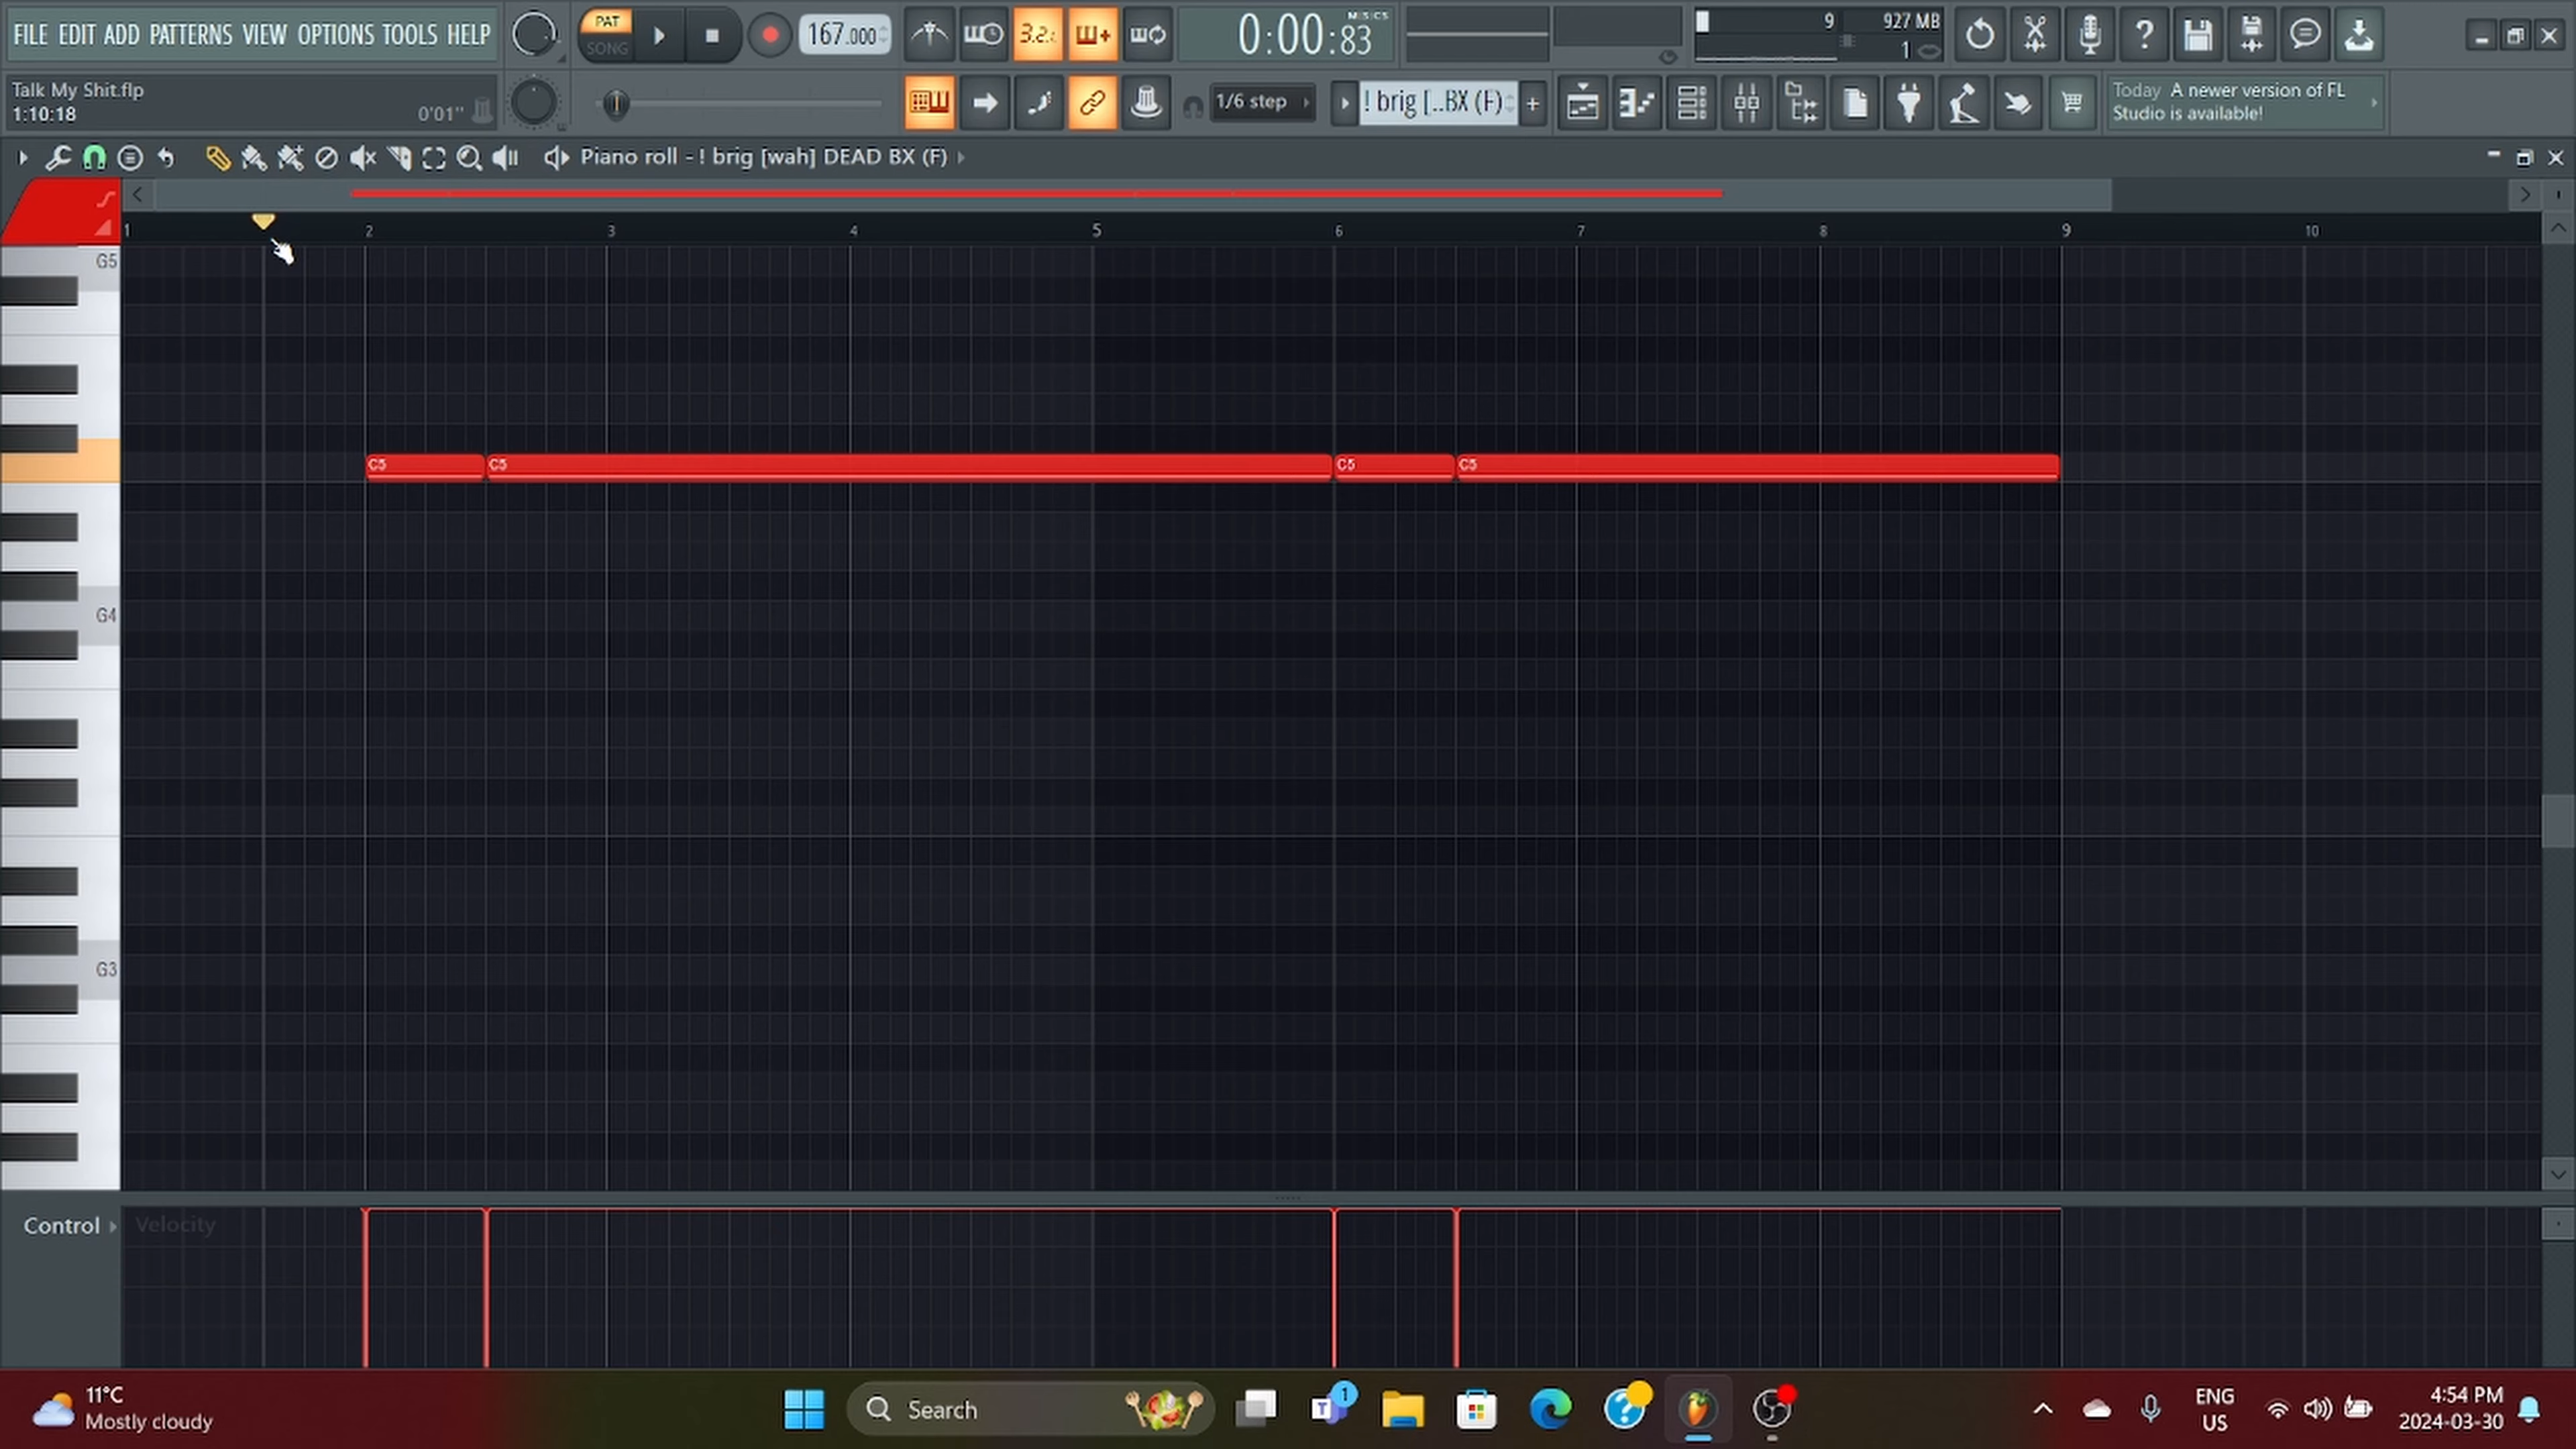 FILE EDIT ADD PATTERNS VIEW OPTIONS TOOLS HELP
PAT
SONG
167.000
3.2.:
0:00:83
M:S:CS
9
927 MB
1
Talk My Shit.flp
1:10:18
0'01"
1/6 step
! brig [..BX (F)
+
Today A newer version of FL
Studio is available!
Piano roll - ! brig [wah] DEAD BX (F)
1 2 3 4 5 6 7 8 9 10
G5
C5 C5 C5 C5
G4
G3
Control
Velocity
11°C
Mostly cloudy
Search
1
ENG
US
4:54 PM
2024-03-30